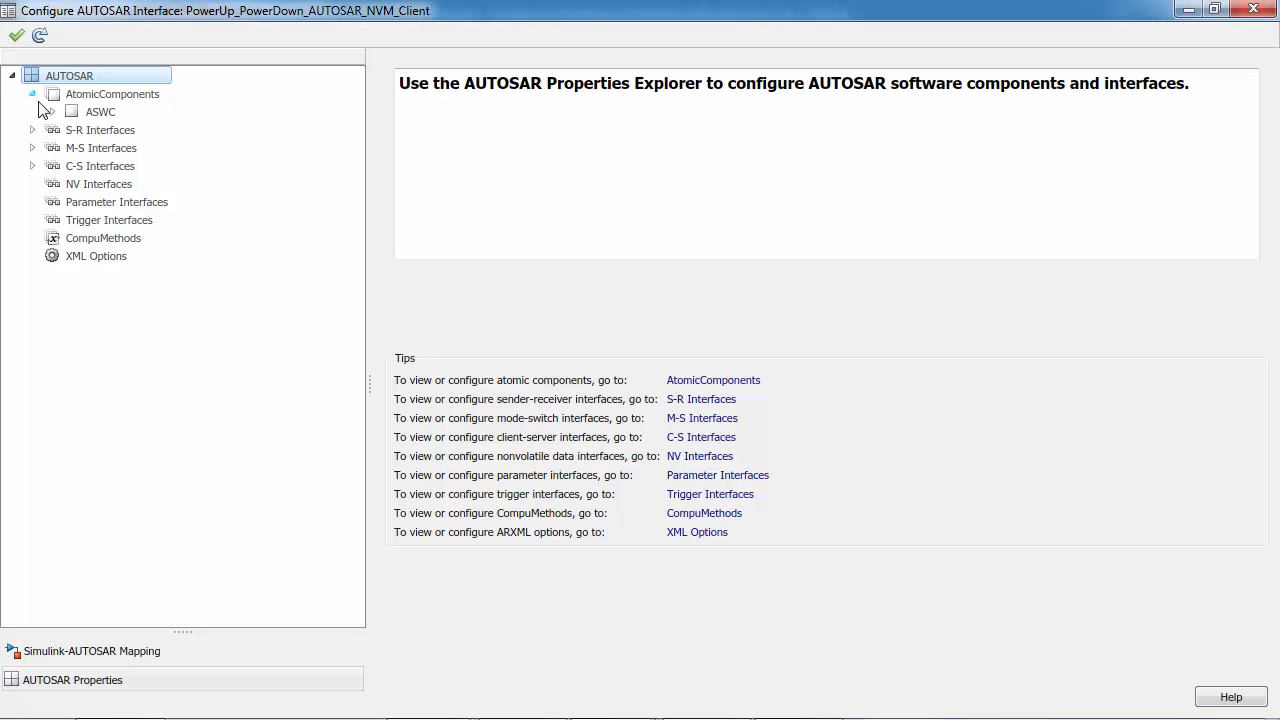 Configure AUTOSAR Interface: PowerUp_PowerDown_AUTOSAR_NVM_Client
AUTOSAR
AtomicComponents
ASWC
S-R Interfaces
M-S Interfaces
C-S Interfaces
NV Interfaces
Parameter Interfaces
Trigger Interfaces
CompuMethods
XML Options
Simulink-AUTOSAR Mapping
AUTOSAR Properties
Use the AUTOSAR Properties Explorer to configure AUTOSAR software components and interfaces.
Tips
To view or configure atomic components, go to: AtomicComponents
To view or configure sender-receiver interfaces, go to: S-R Interfaces
To view or configure mode-switch interfaces, go to: M-S Interfaces
To view or configure client-server interfaces, go to: C-S Interfaces
To view or configure nonvolatile data interfaces, go to: NV Interfaces
To view or configure parameter interfaces, go to: Parameter Interfaces
To view or configure trigger interfaces, go to: Trigger Interfaces
To view or configure CompuMethods, go to: CompuMethods
To view or configure ARXML options, go to: XML Options
Help